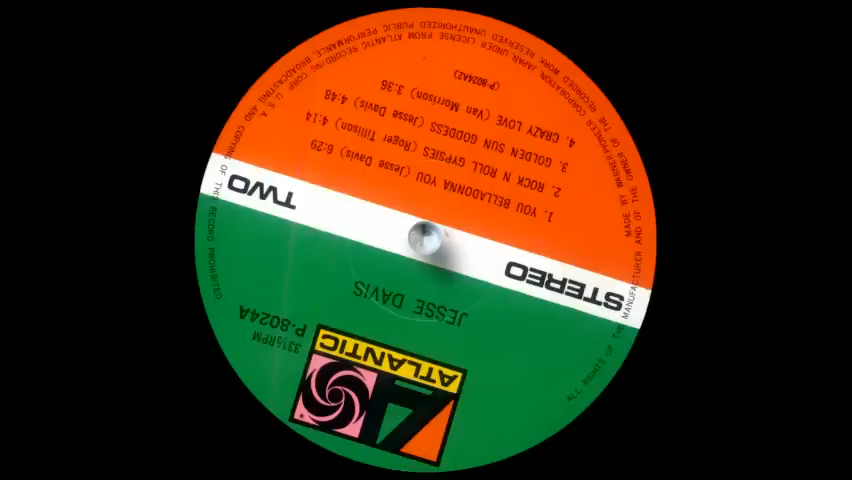 ATLANTIC
33⅓RPM
P-8024A
JESSE DAVIS
STEREO
TWO
1. YOU BELLADONNA YOU (Jesse Davis) 6:29
2. ROCK N ROLL GYPSIES (Roger Tillison) 4:14
3. GOLDEN SUN GODDESS (Jesse Davis) 4:48
4. CRAZY LOVE (Van Morrison) 3:36
(P-8024A2)
ALL RIGHTS OF THE MANUFACTURER AND OF THE OWNER OF THE RECORDED WORK RESERVED UNAUTHORIZED PUBLIC PERFORMANCE BROADCASTING AND COPYING OF THIS RECORD PROHIBITED
MADE BY WARNER-PIONEER CORPORATION JAPAN UNDER LICENSE FROM ATLANTIC RECORDING CORP. U.S.A.